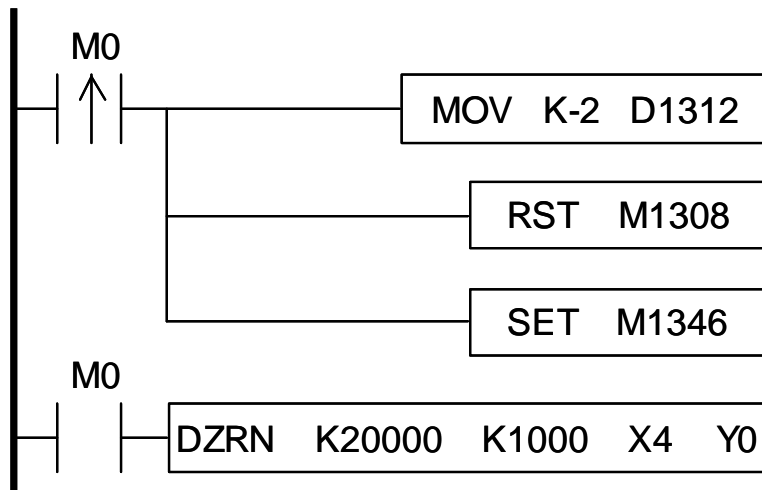 M0
MOV K-2 D1312
RST M1308
SET M1346
M0
DZRN K20000 K1000 X4 Y0